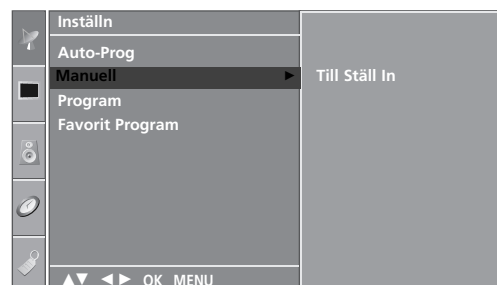 Inställn
Auto-Prog
Manuell ► Till Ställ In
Program
Favorit Program
▲▼ ◄► OK MENU